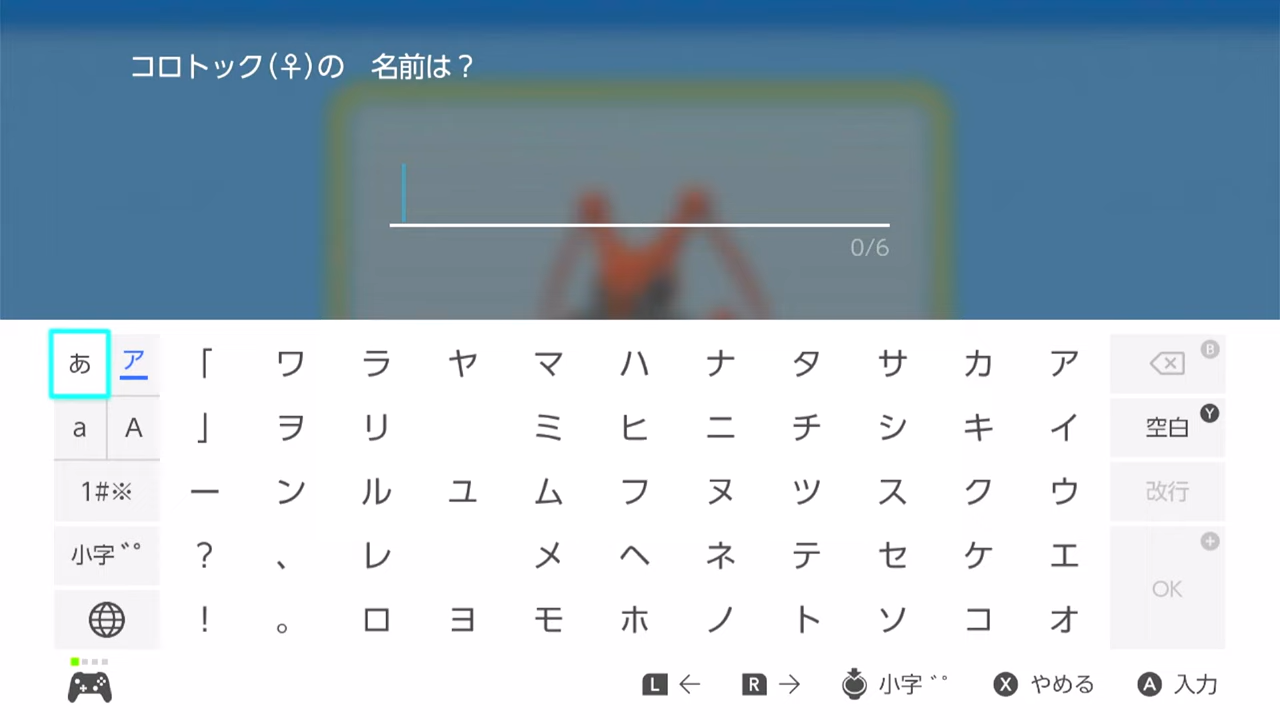 コロトック(♀)の 名前は？
0/6
あ ア 「 ワ ラ ヤ マ ハ ナ タ サ カ ア B
a A 」 ヲ リ ミ ヒ ニ チ シ キ イ 空白 Y
1#※ ー ン ル ユ ム フ ヌ ツ ス ク ウ 改行
小字 ゛゜ ? 、 レ メ ヘ ネ テ セ ケ エ +
! 。 ロ ヨ モ ホ ノ ト ソ コ オ OK
L ← R → 小字 ゛゜ X やめる A 入力